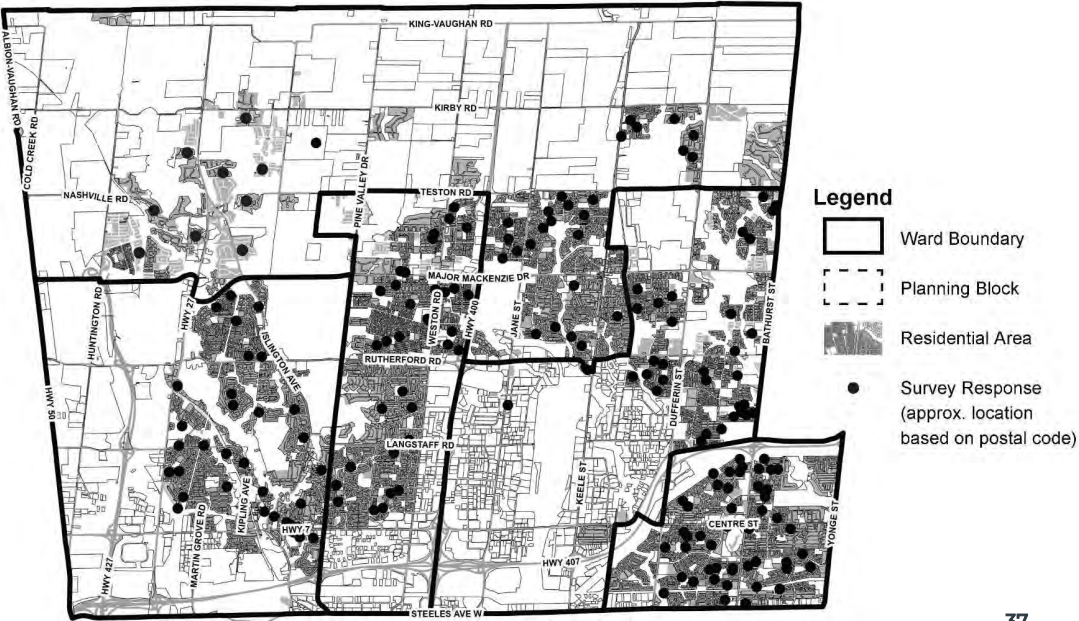 KING-VAUGHAN RD
ALBION-VAUGHAN RD
COLD CREEK RD
KIRBY RD
NASHVILLE RD
PINE VALLEY DR
TESTON RD
MAJOR MACKENZIE DR
HUNTINGTON RD
HWY 27
ISLINGTON AVE
WESTON RD
HWY 400
JANE ST
BATHURST ST
RUTHERFORD RD
HWY 50
DUFFERIN ST
LANGSTAFF RD
KEELE ST
KIPLING AVE
MARTIN GROVE RD
HWY 7
CENTRE ST
YONGE ST
HWY 427
HWY 407
STEELES AVE W
Legend
Ward Boundary
Planning Block
Residential Area
Survey Response
(approx. location
based on postal code)
37